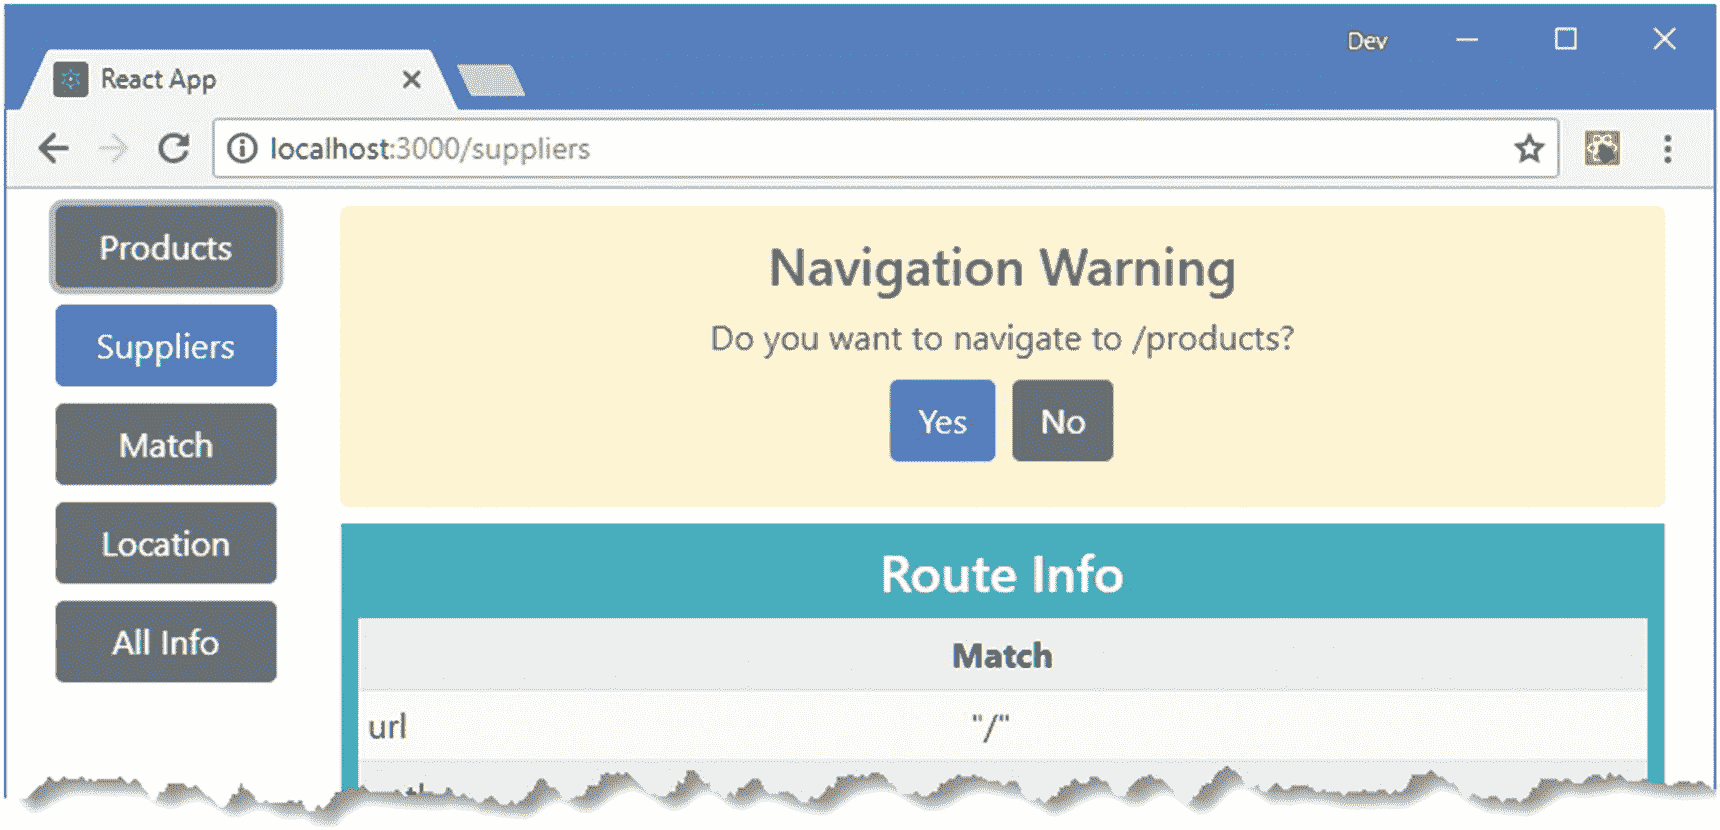 Dev
React App
localhost:3000/suppliers
Products
Suppliers
Match
Location
All Info
Navigation Warning
Do you want to navigate to /products?
Yes No
Route Info
Match
url "/"